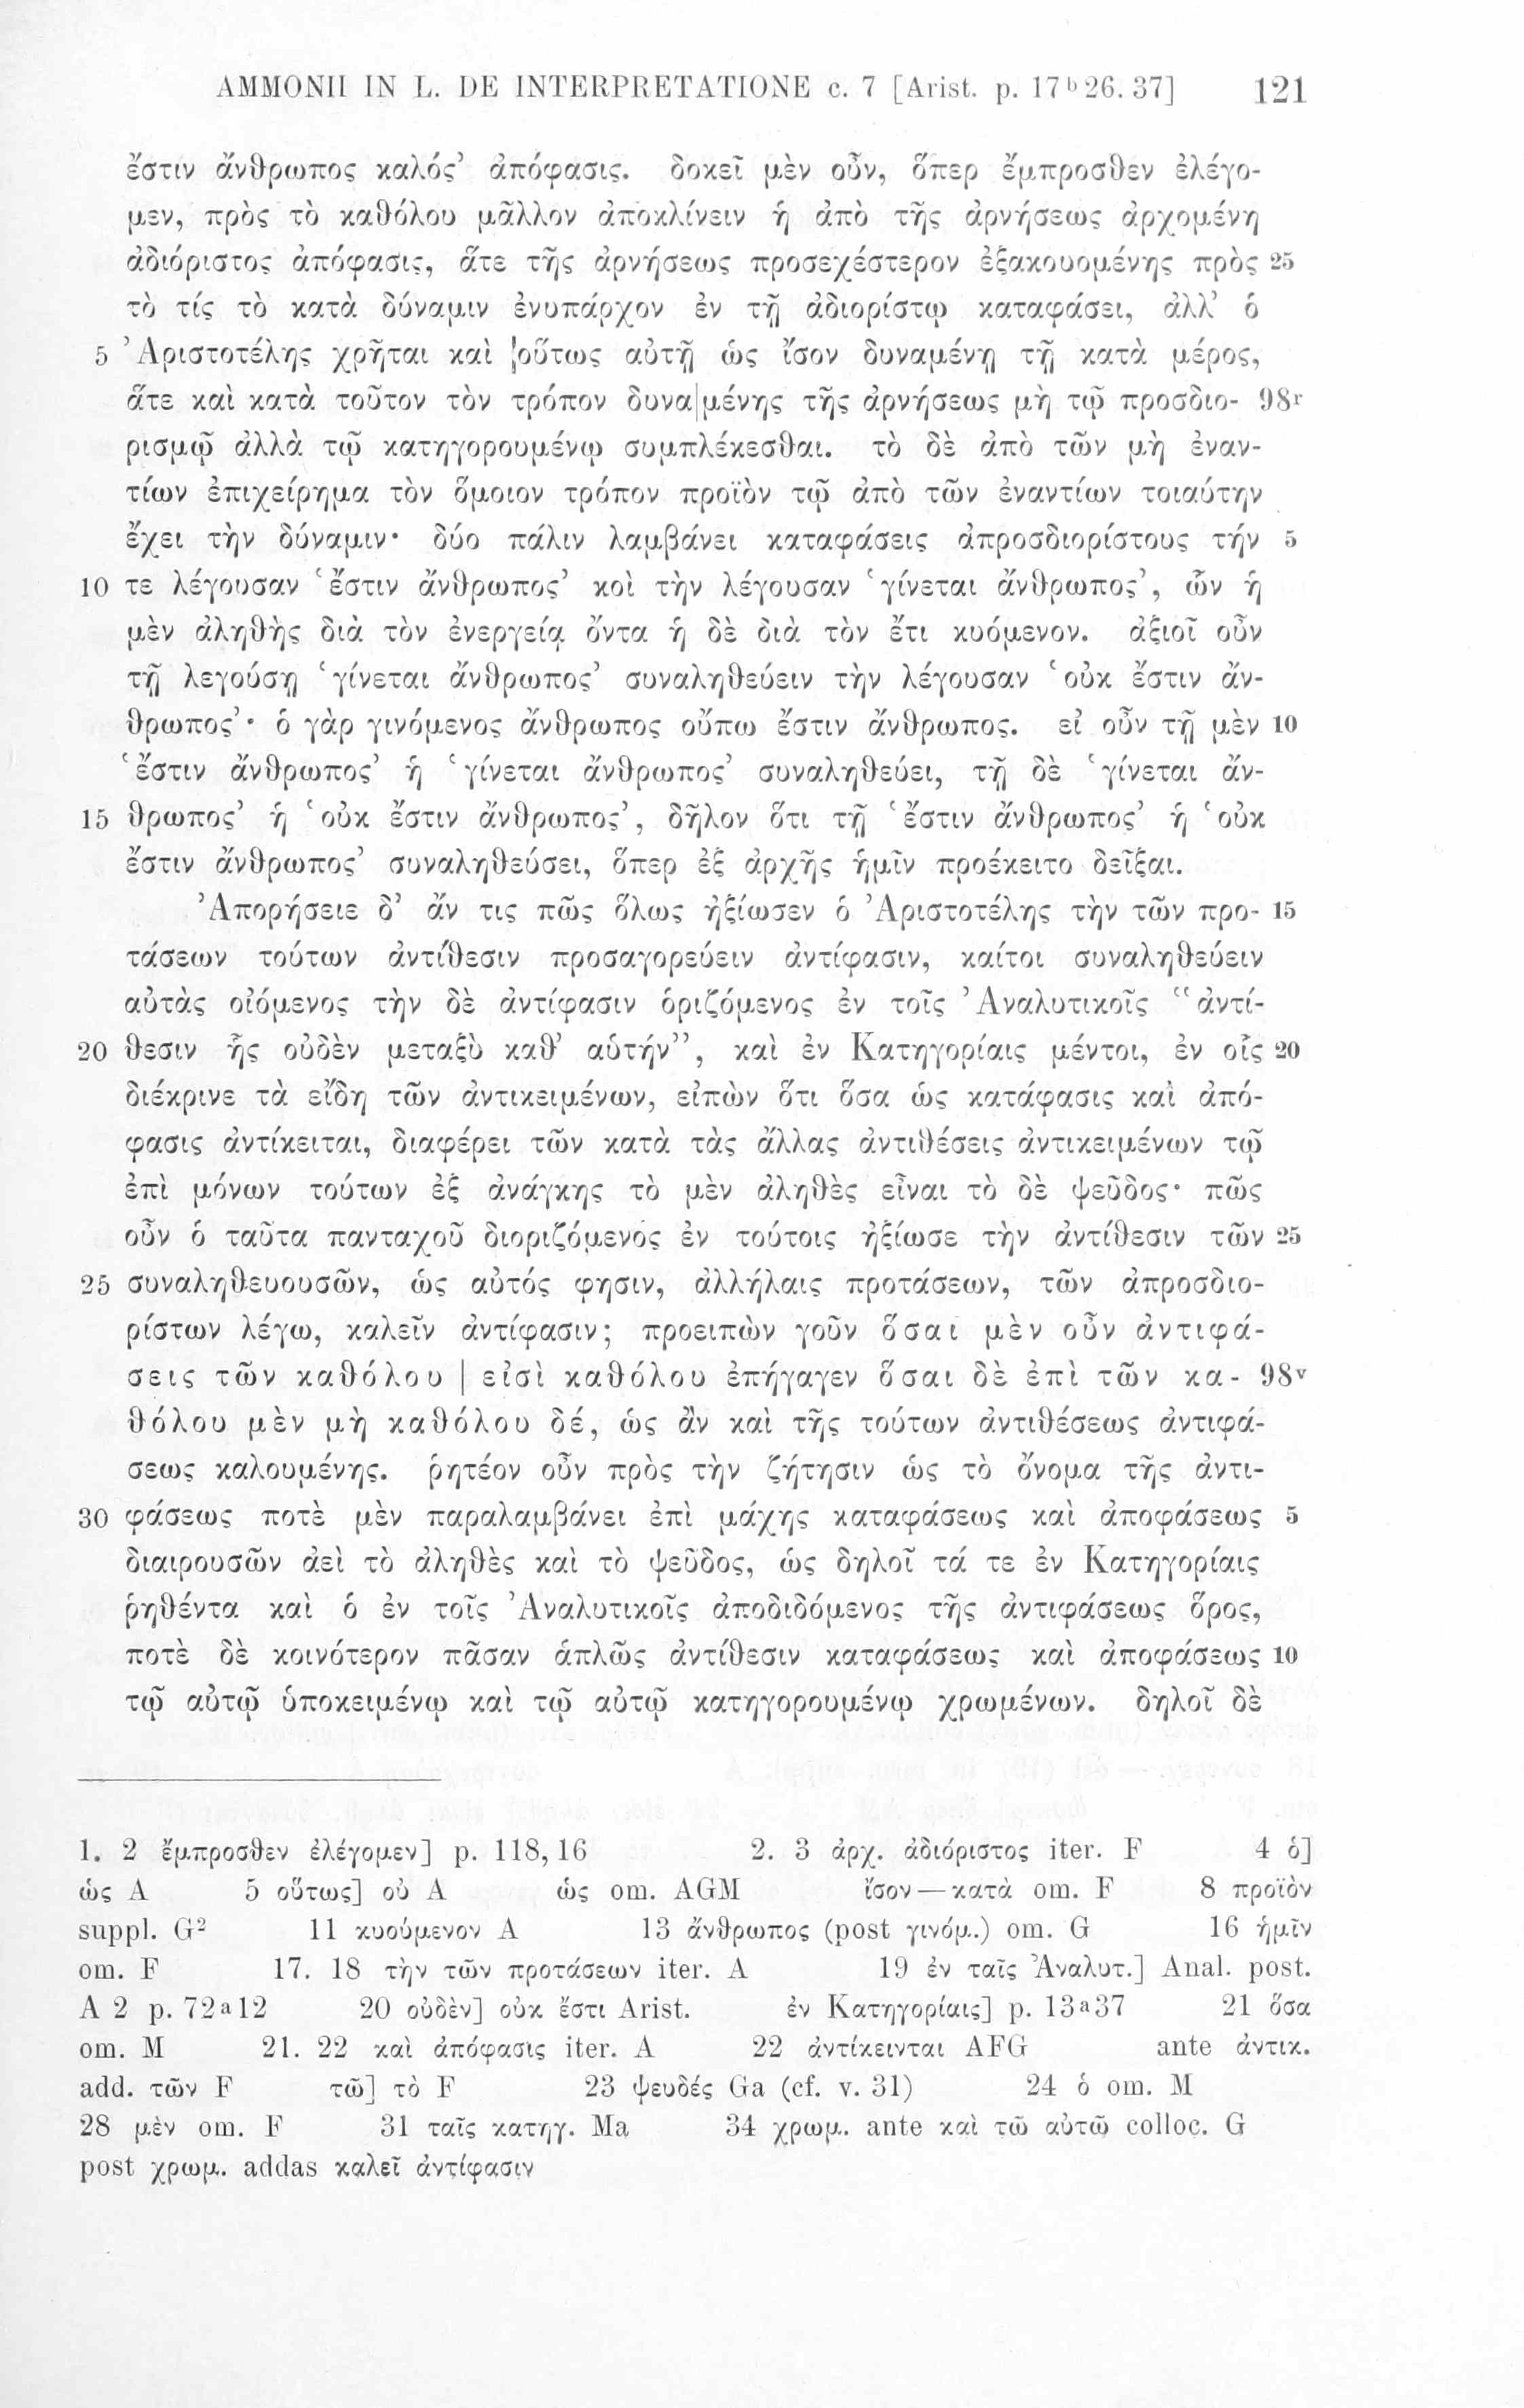 AMMONII IN L. DE INTERPRETATIONE c. 7 [Arist. p. 17ᵇ26. 37] 121
ἔστιν ἄνθρωπος καλός’ ἀπόφασις. δοκεῖ μὲν οὖν, ὅπερ ἔμπροσθεν ἐλέγο-
μεν, πρὸς τὸ καθόλου μᾶλλον ἀποκλίνειν ἡ ἀπὸ τῆς ἀρνήσεως ἀρχομένη
ἀδιόριστος ἀπόφασις, ἅτε τῆς ἀρνήσεως προσεχέστερον ἐξακουομένης πρὸς 25
τὸ τίς τὸ κατὰ δύναμιν ἐνυπάρχον ἐν τῇ ἀδιορίστῳ καταφάσει, ἀλλ’ ὁ
5 Ἀριστοτέλης χρῆται καὶ οὕτως αὐτῇ ὡς ἴσον δυναμένῃ τῇ κατὰ μέρος,
ἅτε καὶ κατὰ τοῦτον τὸν τρόπον δυνα|μένης τῆς ἀρνήσεως μὴ τῷ προσδιο- 98ʳ
ρισμῷ ἀλλὰ τῷ κατηγορουμένῳ συμπλέκεσθαι. τὸ δὲ ἀπὸ τῶν μὴ ἐναν-
τίων ἐπιχείρημα τὸν ὅμοιον τρόπον προϊὸν τῷ ἀπὸ τῶν ἐναντίων τοιαύτην
ἔχει τὴν δύναμιν· δύο πάλιν λαμβάνει καταφάσεις ἀπροσδιορίστους τήν 5
10 τε λέγουσαν ‘ἔστιν ἄνθρωπος’ κοὶ τὴν λέγουσαν ‘γίνεται ἄνθρωπος’, ὧν ἡ
μὲν ἀληθὴς διὰ τὸν ἐνεργείᾳ ὄντα ἡ δὲ διὰ τὸν ἔτι κυόμενον. ἀξιοῖ οὖν
τῇ λεγούσῃ ‘γίνεται ἄνθρωπος’ συναληθεύειν τὴν λέγουσαν ‘οὐκ ἔστιν ἄν-
θρωπος’· ὁ γὰρ γινόμενος ἄνθρωπος οὔπω ἔστιν ἄνθρωπος. εἰ οὖν τῇ μὲν 10
‘ἔστιν ἄνθρωπος’ ἡ ‘γίνεται ἄνθρωπος’ συναληθεύει, τῇ δὲ ‘γίνεται ἄν-
15 θρωπος’ ἡ ‘οὐκ ἔστιν ἄνθρωπος’, δῆλον ὅτι τῇ ‘ἔστιν ἄνθρωπος’ ἡ ‘οὐκ
ἔστιν ἄνθρωπος’ συναληθεύσει, ὅπερ ἐξ ἀρχῆς ἡμῖν προέκειτο δεῖξαι.
Ἀπορήσειε δ’ ἄν τις πῶς ὅλως ἠξίωσεν ὁ Ἀριστοτέλης τὴν τῶν προ- 15
τάσεων τούτων ἀντίθεσιν προσαγορεύειν ἀντίφασιν, καίτοι συναληθεύειν
αὐτὰς οἰόμενος τὴν δὲ ἀντίφασιν ὁριζόμενος ἐν τοῖς Ἀναλυτικοῖς “ἀντί-
20 θεσιν ἧς οὐδὲν μεταξὺ καθ’ αὑτήν”, καὶ ἐν Κατηγορίαις μέντοι, ἐν οἷς 20
διέκρινε τὰ εἴδη τῶν ἀντικειμένων, εἰπὼν ὅτι ὅσα ὡς κατάφασις καὶ ἀπό-
φασις ἀντίκειται, διαφέρει τῶν κατὰ τὰς ἄλλας ἀντιθέσεις ἀντικειμένων τῷ
ἐπὶ μόνων τούτων ἐξ ἀνάγκης τὸ μὲν ἀληθὲς εἶναι τὸ δὲ ψεῦδος· πῶς
οὖν ὁ ταῦτα πανταχοῦ διοριζόμενος ἐν τούτοις ἠξίωσε τὴν ἀντίθεσιν τῶν 25
25 συναληθευουσῶν, ὡς αὐτός φησιν, ἀλλήλαις προτάσεων, τῶν ἀπροσδιο-
ρίστων λέγω, καλεῖν ἀντίφασιν; προειπὼν γοῦν ὅσαι μὲν οὖν ἀντιφά-
σεις τῶν καθόλου | εἰσὶ καθόλου ἐπήγαγεν ὅσαι δὲ ἐπὶ τῶν κα- 98ᵛ
θόλου μὲν μὴ καθόλου δέ, ὡς ἂν καὶ τῆς τούτων ἀντιθέσεως ἀντιφά-
σεως καλουμένης. ῥητέον οὖν πρὸς τὴν ζήτησιν ὡς τὸ ὄνομα τῆς ἀντι-
30 φάσεως ποτὲ μὲν παραλαμβάνει ἐπὶ μάχης καταφάσεως καὶ ἀποφάσεως 5
διαιρουσῶν ἀεὶ τὸ ἀληθὲς καὶ τὸ ψεῦδος, ὡς δηλοῖ τά τε ἐν Κατηγορίαις
ῥηθέντα καὶ ὁ ἐν τοῖς Ἀναλυτικοῖς ἀποδιδόμενος τῆς ἀντιφάσεως ὅρος,
ποτὲ δὲ κοινότερον πᾶσαν ἁπλῶς ἀντίθεσιν καταφάσεως καὶ ἀποφάσεως 10
τῷ αὐτῷ ὑποκειμένῳ καὶ τῷ αὐτῷ κατηγορουμένῳ χρωμένων. δηλοῖ δὲ
1. 2 ἔμπροσθεν ἐλέγομεν] p. 118,16 2. 3 ἀρχ. ἀδιόριστος iter. F 4 ὁ]
ὡς A 5 οὕτως] οὐ A ὡς om. AGM ἴσον—κατὰ om. F 8 προϊὸν
suppl. G² 11 κυούμενον A 13 ἄνθρωπος (post γινόμ.) om. G 16 ἡμῖν
om. F 17. 18 τὴν τῶν προτάσεων iter. A 19 ἐν ταῖς Ἀναλυτ.] Anal. post.
A 2 p. 72ᵃ12 20 οὐδὲν] οὐκ ἔστι Arist. ἐν Κατηγορίαις] p. 13ᵃ37 21 ὅσα
om. M 21. 22 καὶ ἀπόφασις iter. A 22 ἀντίκεινται AFG ante ἀντικ.
add. τῶν F τῶ] τὸ F 23 ψευδές Ga (cf. v. 31) 24 ὁ om. M
28 μὲν om. F 31 ταῖς κατηγ. Ma 34 χρωμ. ante καὶ τῶ αὐτῶ colloc. G
post χρωμ. addas καλεῖ ἀντίφασιν